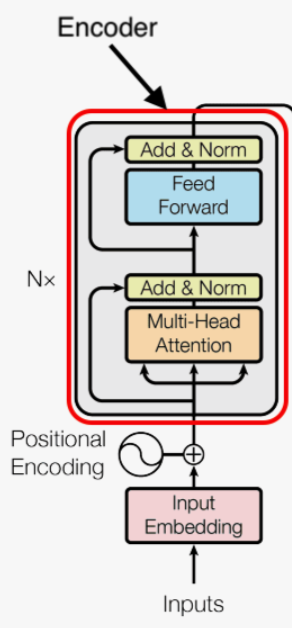 Encoder
Add & Norm
Feed
Forward
N×
Add & Norm
Multi-Head
Attention
Positional
Encoding
Input
Embedding
Inputs